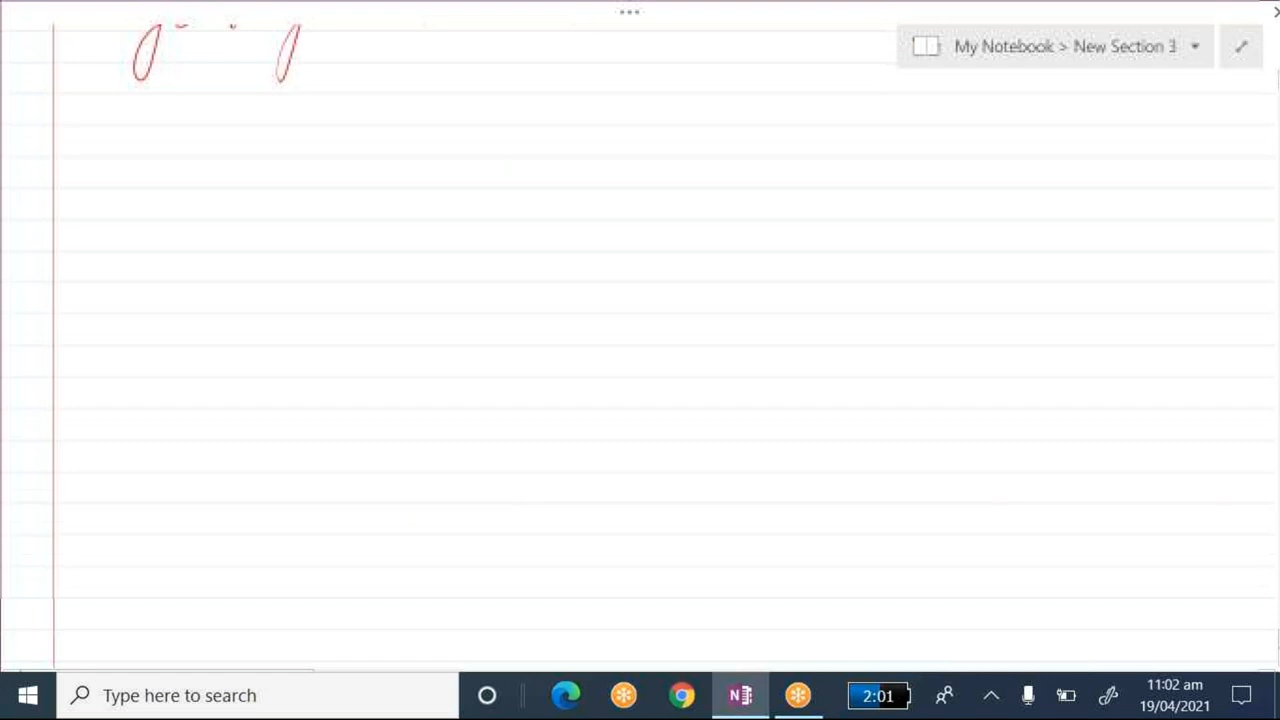 My Notebook > New Section 3
Type here to search
2:01
11:02 am
19/04/2021